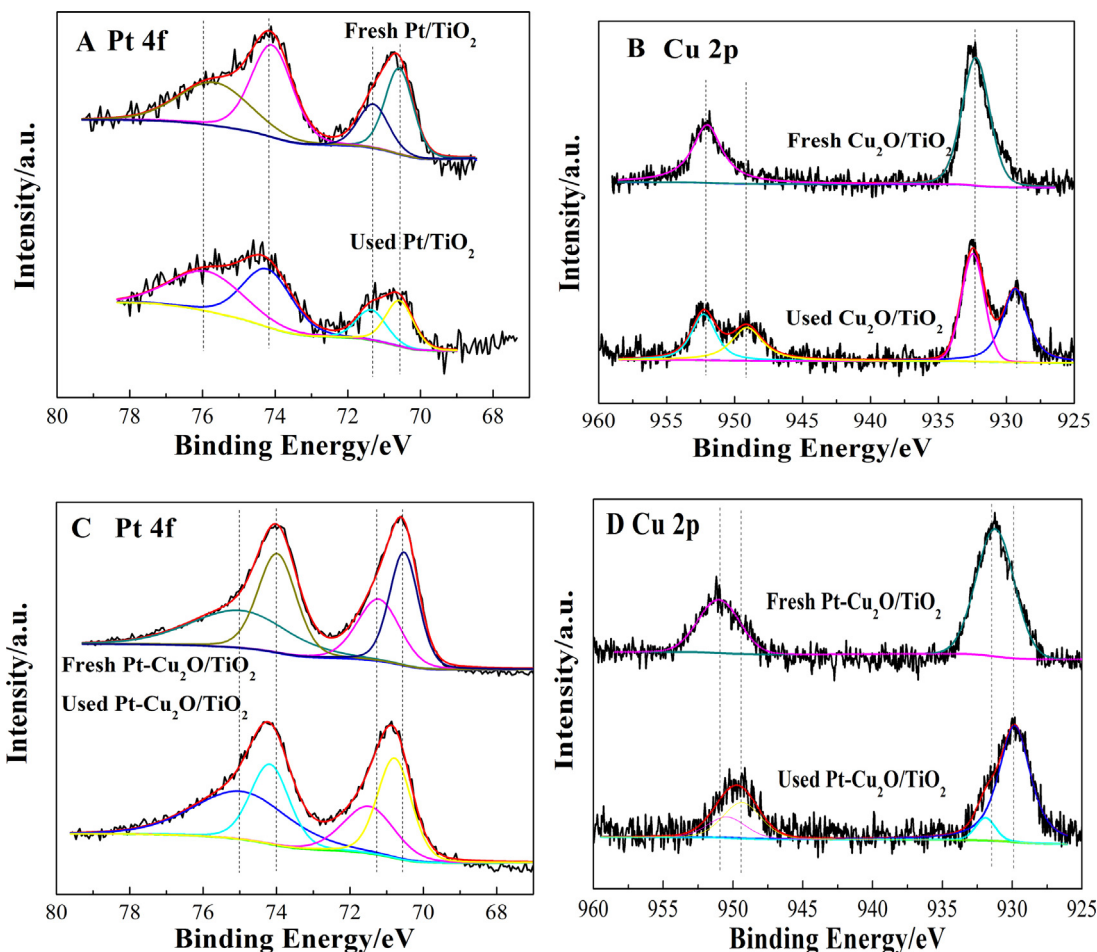 A Pt 4f
Fresh Pt/TiO₂
Used Pt/TiO₂
Intensity/a.u.
80 78 76 74 72 70 68
Binding Energy/eV
B Cu 2p
Fresh Cu₂O/TiO₂
Used Cu₂O/TiO₂
Intensity/a.u.
960 955 950 945 940 935 930 925
Binding Energy/eV
C Pt 4f
Fresh Pt-Cu₂O/TiO₂
Used Pt-Cu₂O/TiO₂
Intensity/a.u.
80 78 76 74 72 70 68
Binding Energy/eV
D Cu 2p
Fresh Pt-Cu₂O/TiO₂
Used Pt-Cu₂O/TiO₂
Intensity/a.u.
960 955 950 945 940 935 930 925
Binding Energy/eV